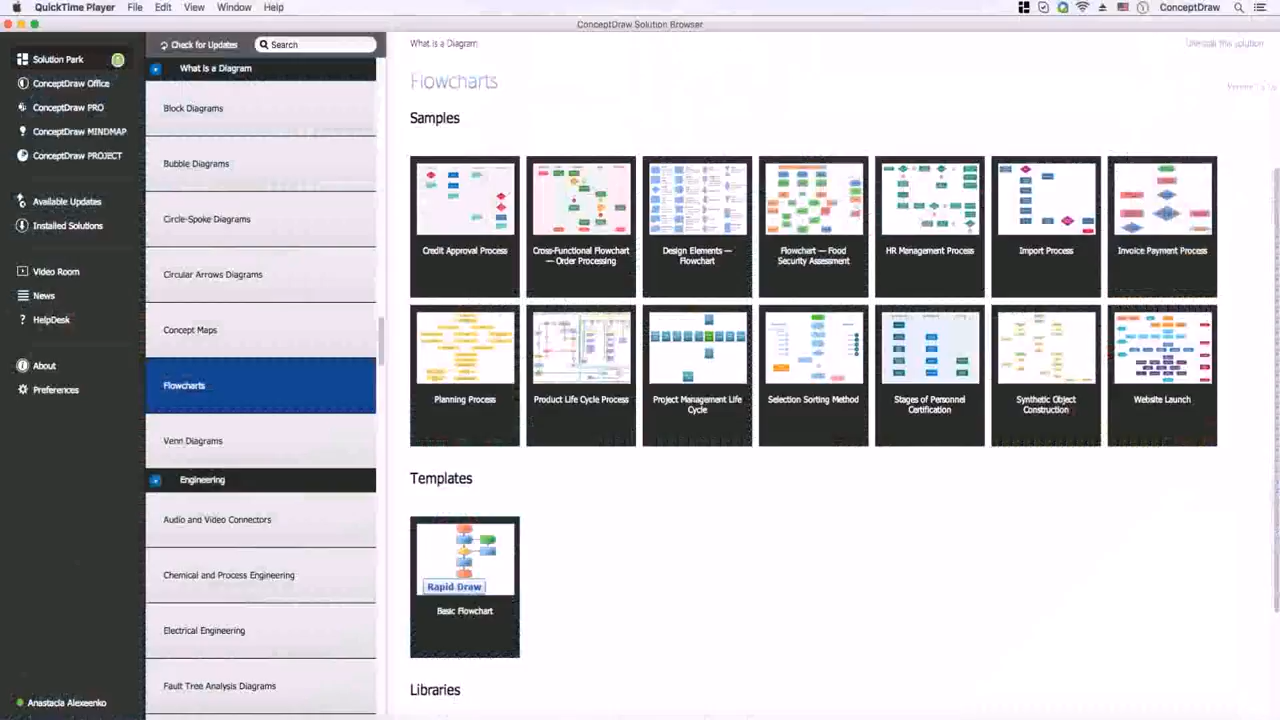 QuickTime Player File Edit View Window Help ConceptDraw
ConceptDraw Solution Browser
Solution Park
ConceptDraw Office
ConceptDraw PRO
ConceptDraw MINDMAP
ConceptDraw PROJECT
Available Updates
Installed Solutions
Video Room
News
HelpDesk
About
Preferences
Anastacia Alexeenko
Check for Updates
Search
What is a Diagram
Block Diagrams
Bubble Diagrams
Circle-Spoke Diagrams
Circular Arrows Diagrams
Concept Maps
Flowcharts
Venn Diagrams
Engineering
Audio and Video Connectors
Chemical and Process Engineering
Electrical Engineering
Fault Tree Analysis Diagrams
What is a Diagram
Uninstall this solution
Flowcharts
Samples
Credit Approval Process
Cross-Functional Flowchart
— Order Processing
Design Elements —
Flowchart
Flowchart — Food
Security Assessment
HR Management Process
Import Process
Invoice Payment Process
Planning Process
Product Life Cycle Process
Project Management Life
Cycle
Selection Sorting Method
Stages of Personnel
Certification
Synthetic Object
Construction
Website Launch
Templates
Rapid Draw
Basic Flowchart
Libraries